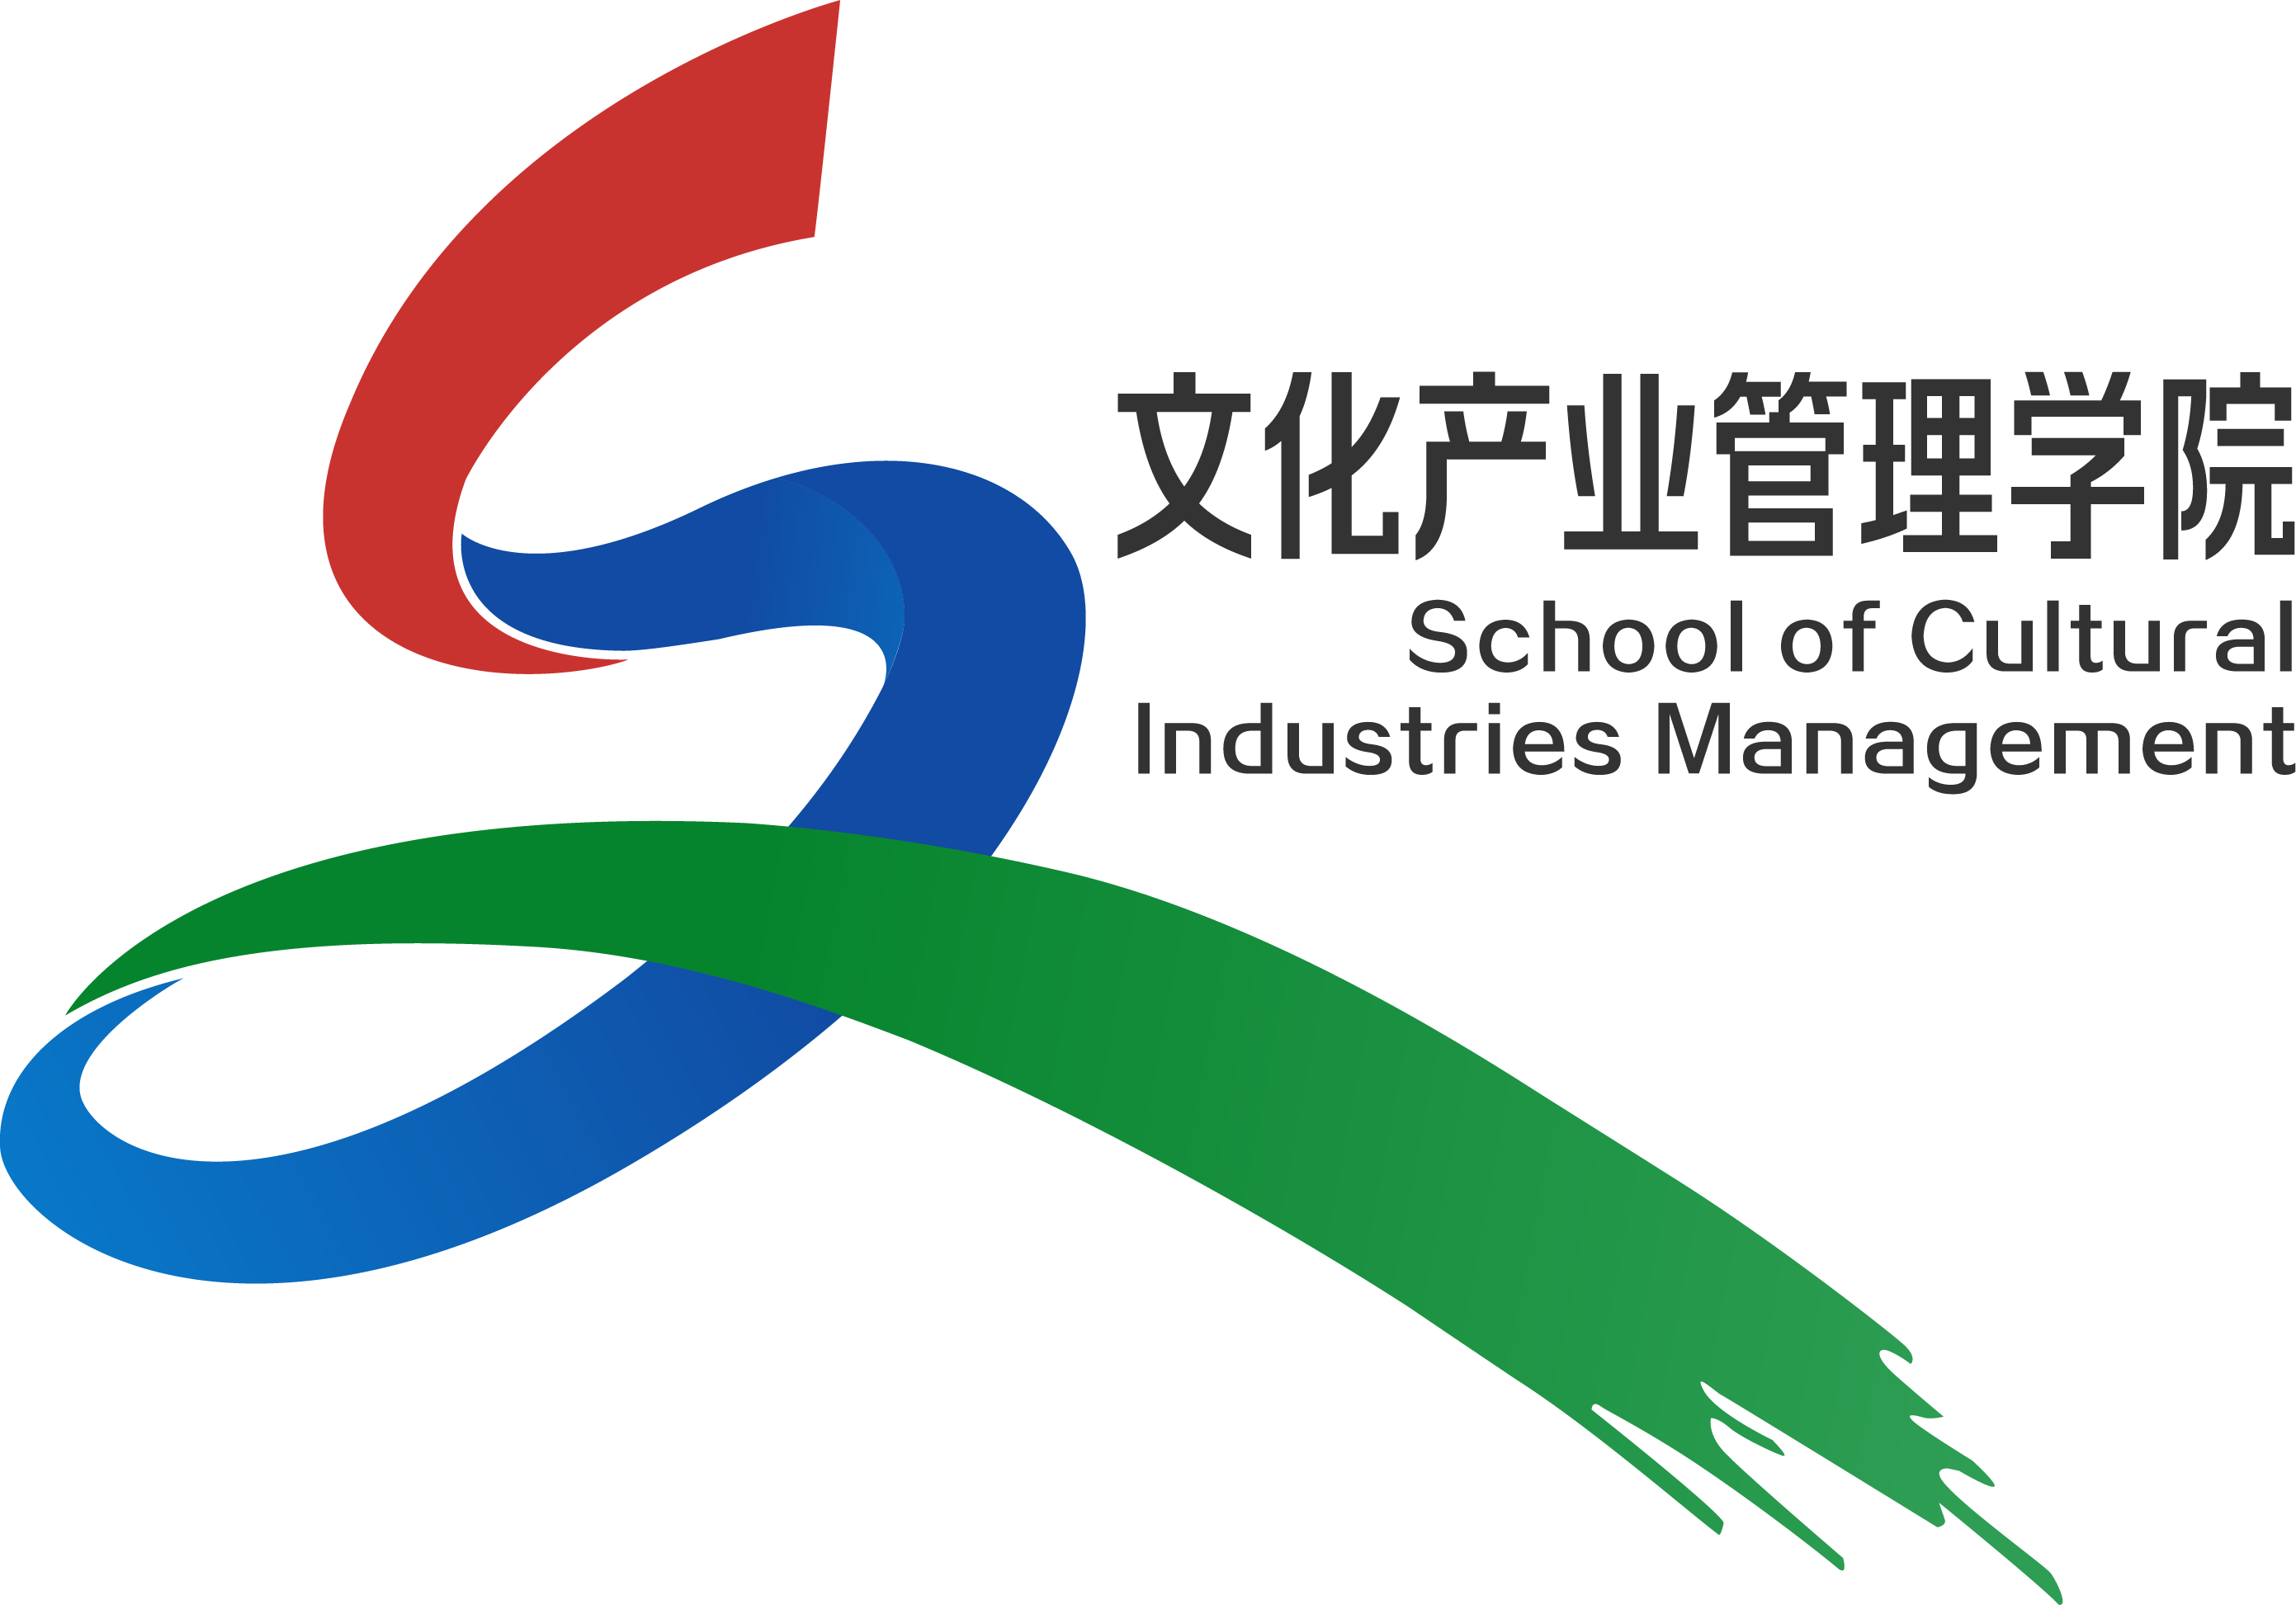 文化产业管理学院
School of Cultural
Industries Management